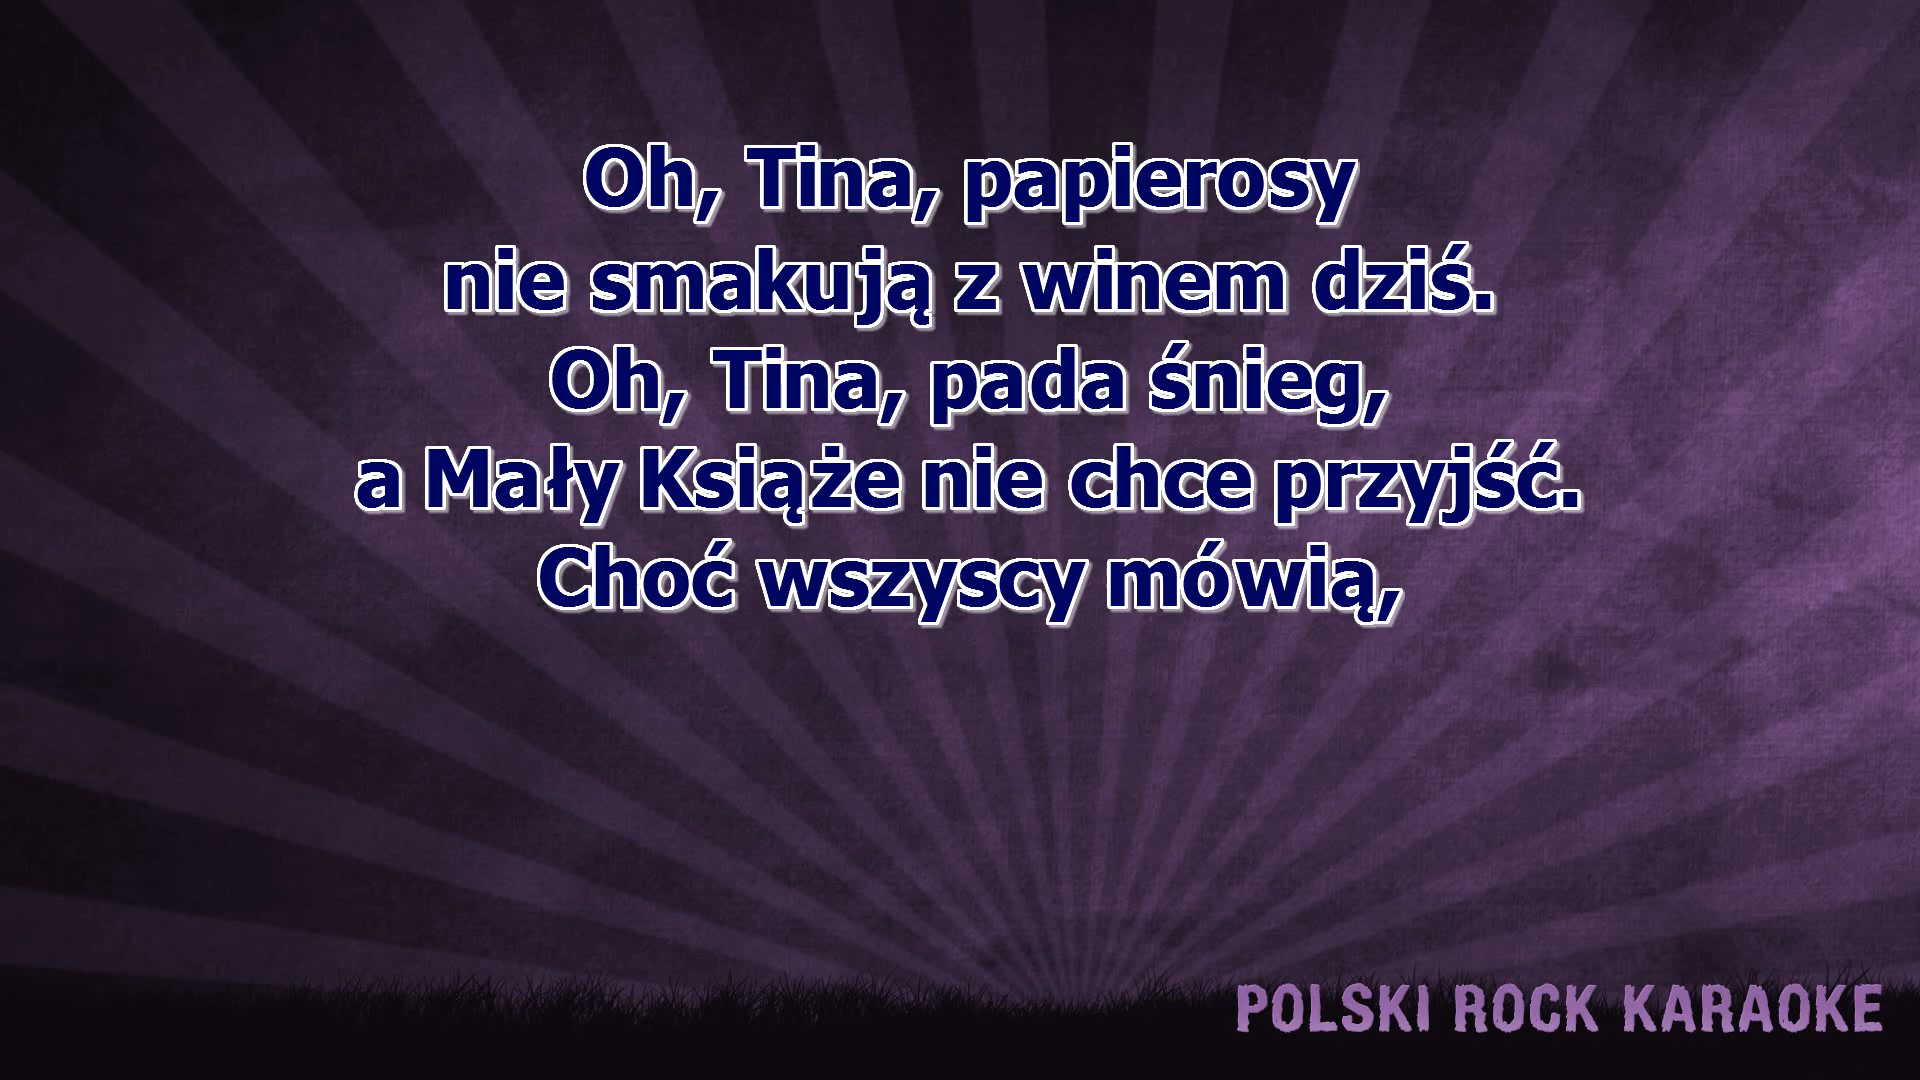 Oh, Tina, papierosy
nie smakują z winem dziś.
Oh, Tina, pada śnieg,
a Mały Książe nie chce przyjść.
Choć wszyscy mówią,
POLSKI ROCK KARAOKE